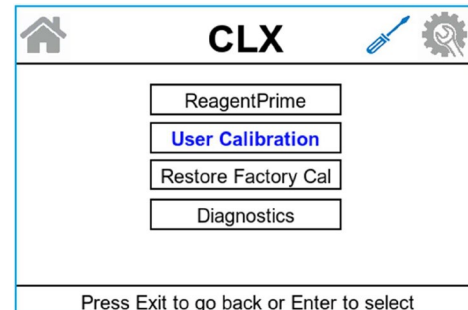 CLX
ReagentPrime
User Calibration
Restore Factory Cal
Diagnostics
Press Exit to go back or Enter to select